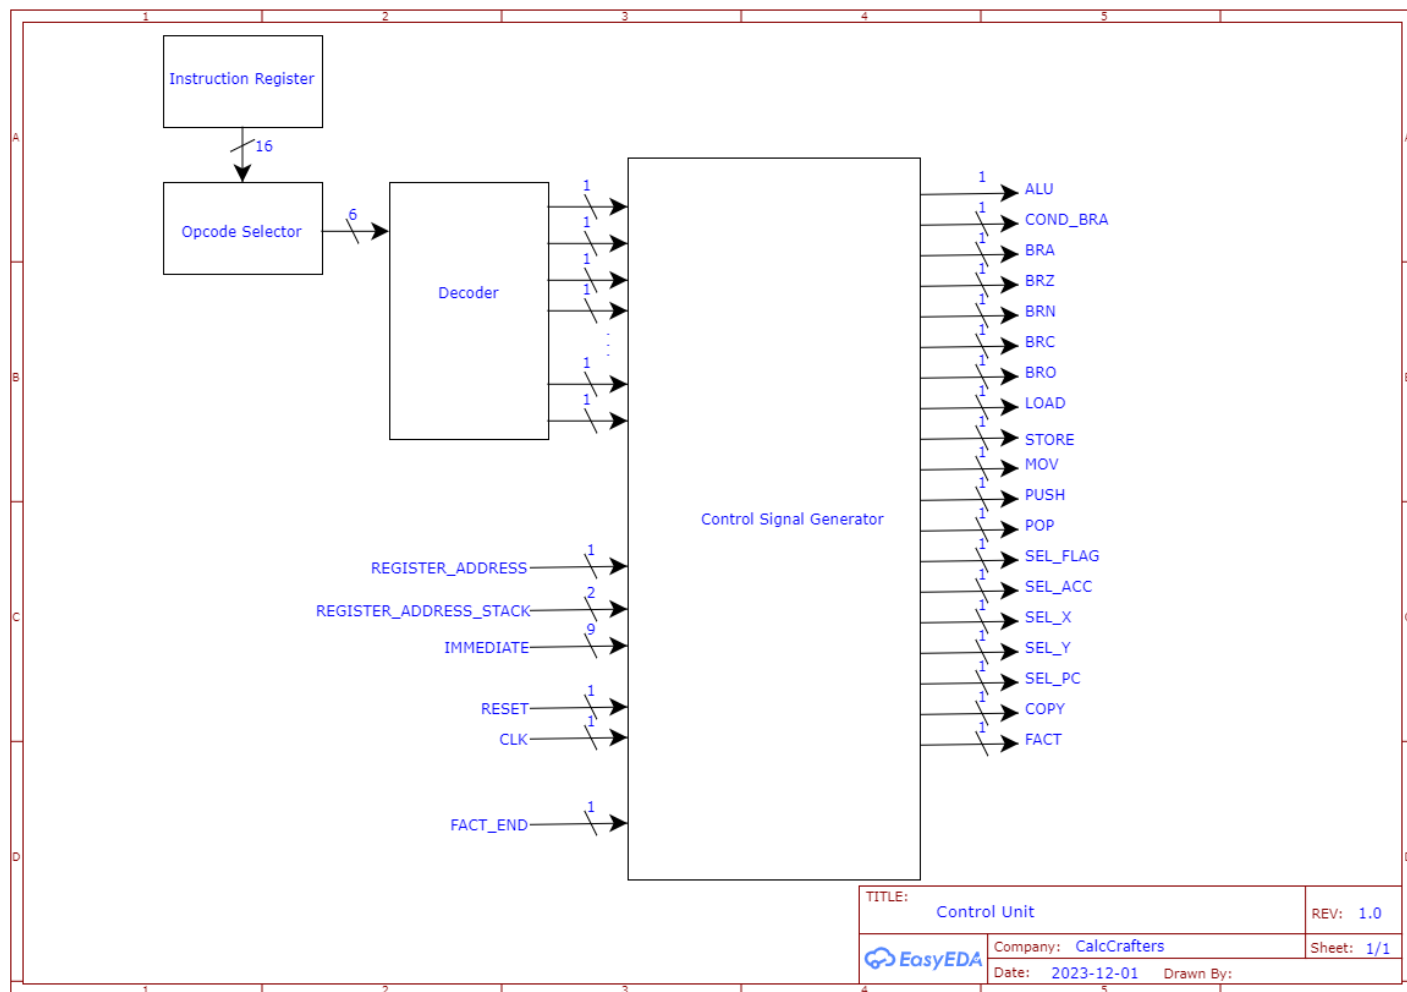 1 2 3 4 5
Instruction Register
A
16
Opcode Selector
6
Decoder
1
1
1
1
:
1
1
B
Control Signal Generator
REGISTER_ADDRESS 1
REGISTER_ADDRESS_STACK 2
IMMEDIATE 9
C
RESET 1
CLK 1
FACT_END 1
D
1 ALU
1 COND_BRA
1 BRA
1 BRZ
1 BRN
1 BRC
1 BRO
1 LOAD
1 STORE
1 MOV
1 PUSH
1 POP
1 SEL_FLAG
1 SEL_ACC
1 SEL_X
1 SEL_Y
1 SEL_PC
1 COPY
1 FACT
TITLE:
Control Unit
REV: 1.0
EasyEDA
Company: CalcCrafters
Sheet: 1/1
Date: 2023-12-01 Drawn By:
1 2 3 4 5